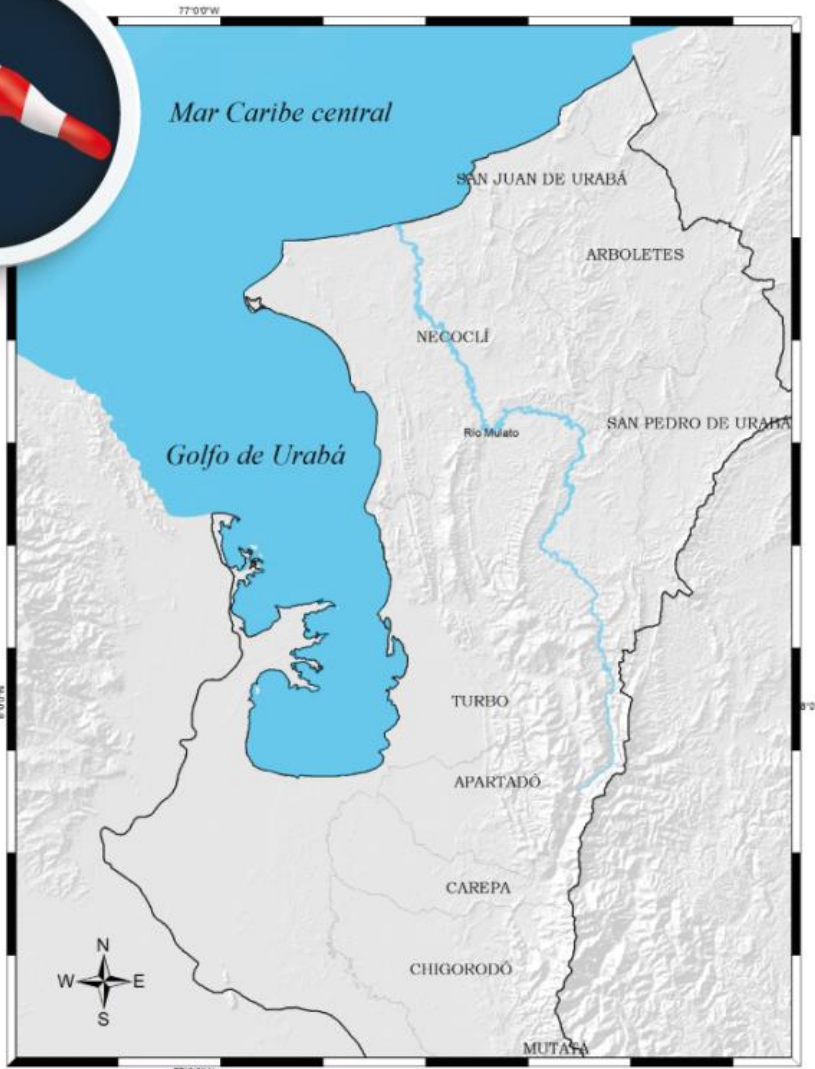 77°0'0"W
Mar Caribe central
SAN JUAN DE URABÁ
ARBOLETES
NECOCLÍ
SAN PEDRO DE URABÁ
Río Mulato
Golfo de Urabá
TURBO
APARTADÓ
CAREPA
CHIGORODÓ
N
W E
S
MUTATÁ